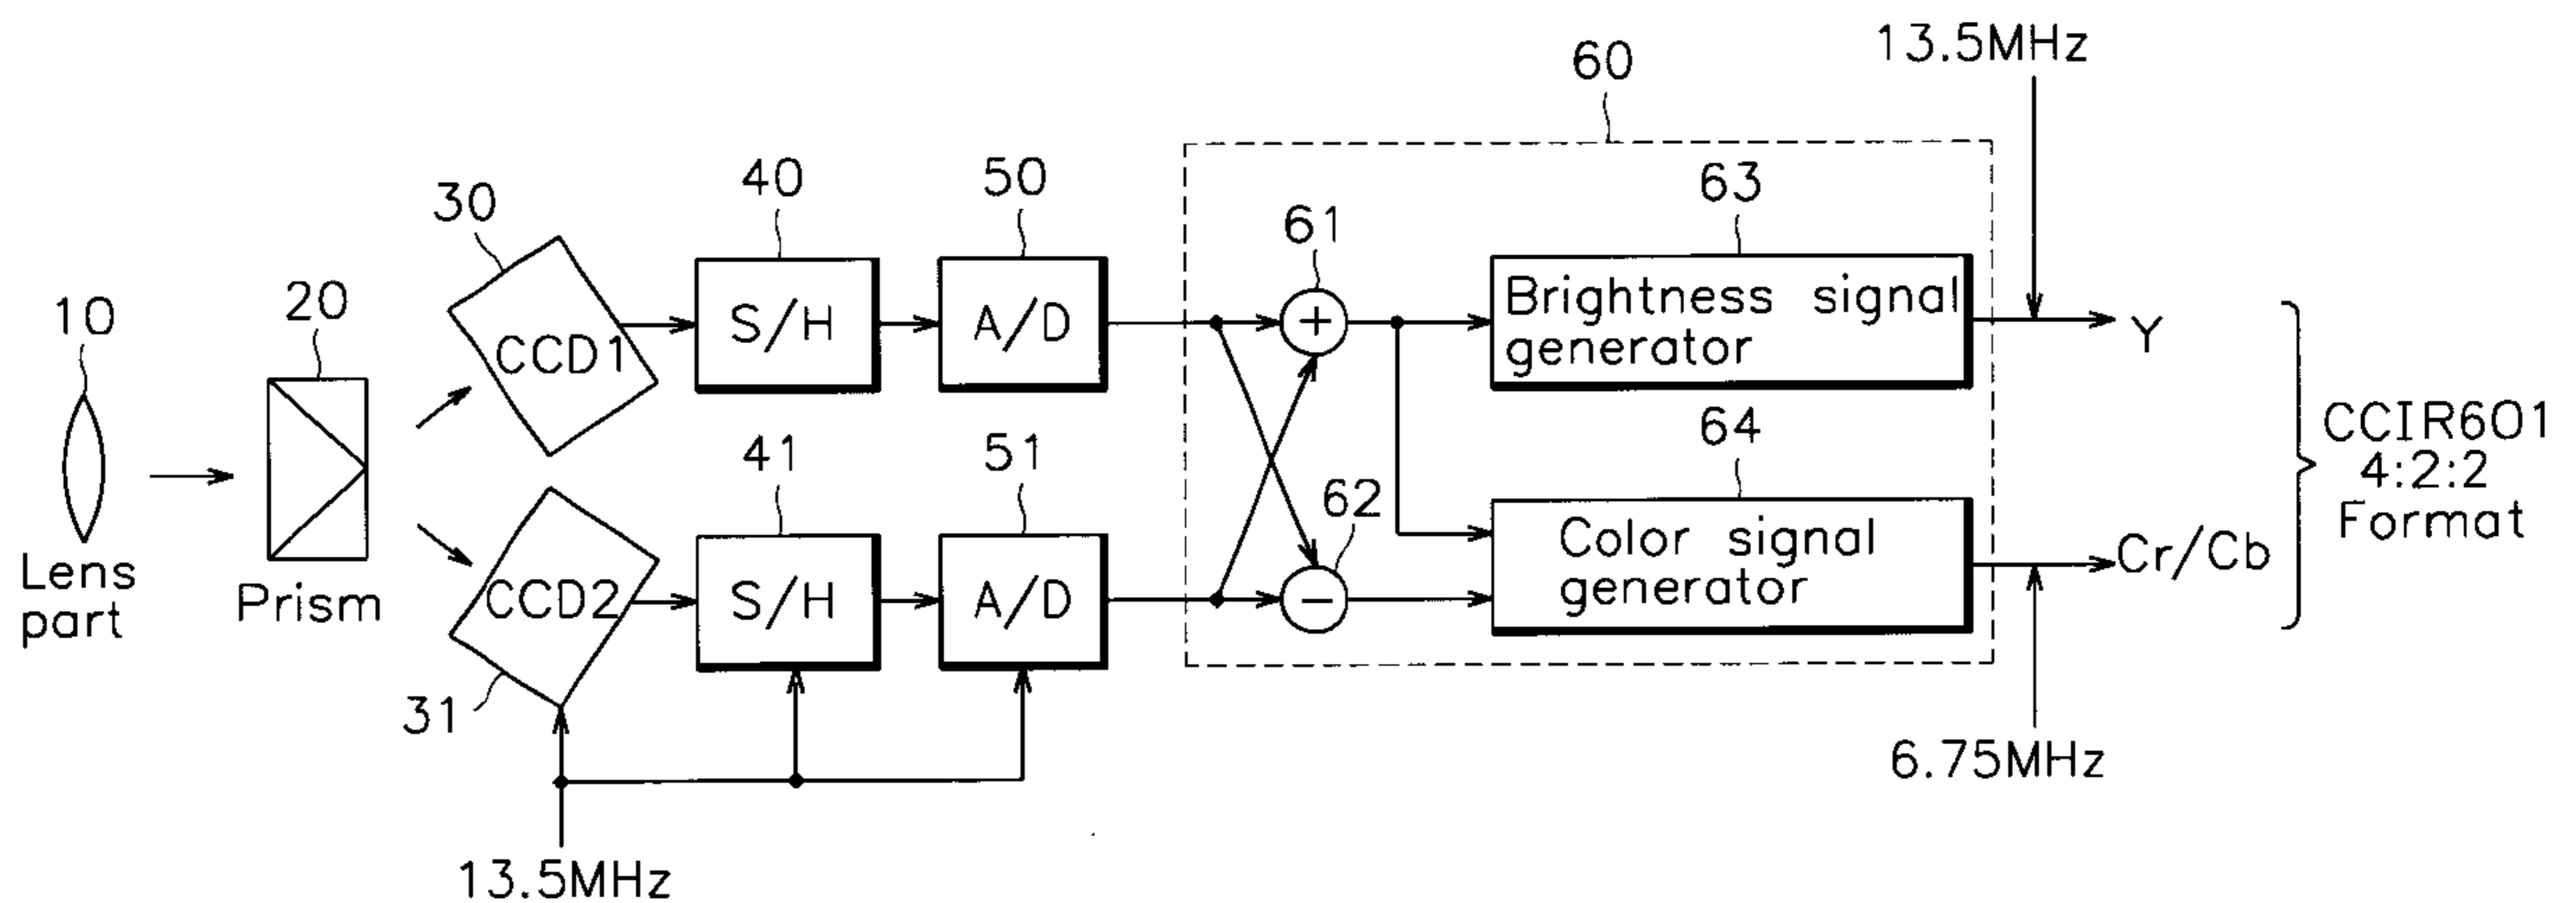 13.5MHz
60
63
40
50
30
61
20
10
CCD1
S/H
A/D
+
Brightness signal
generator
Y
CCIR601
4:2:2
Format
64
41
51
62
Lens
part
Prism
CCD2
S/H
A/D
−
Color signal
generator
Cr/Cb
31
6.75MHz
13.5MHz